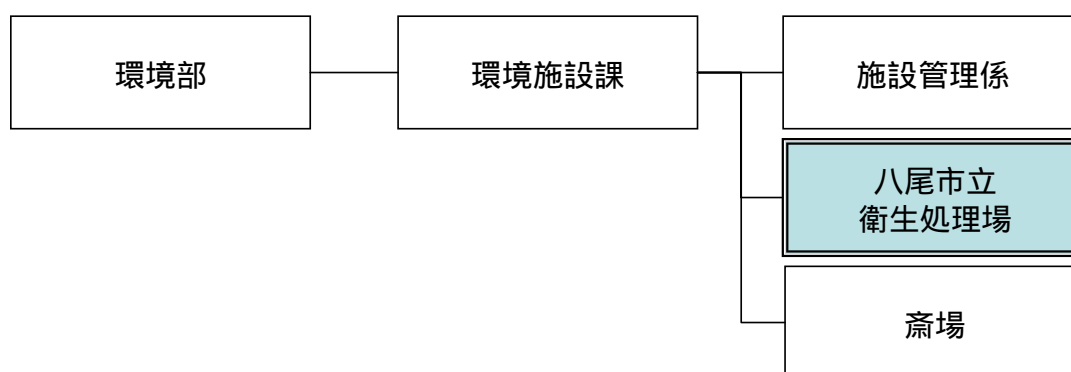 環境部
環境施設課
施設管理係
八尾市立
衛生処理場
斎場